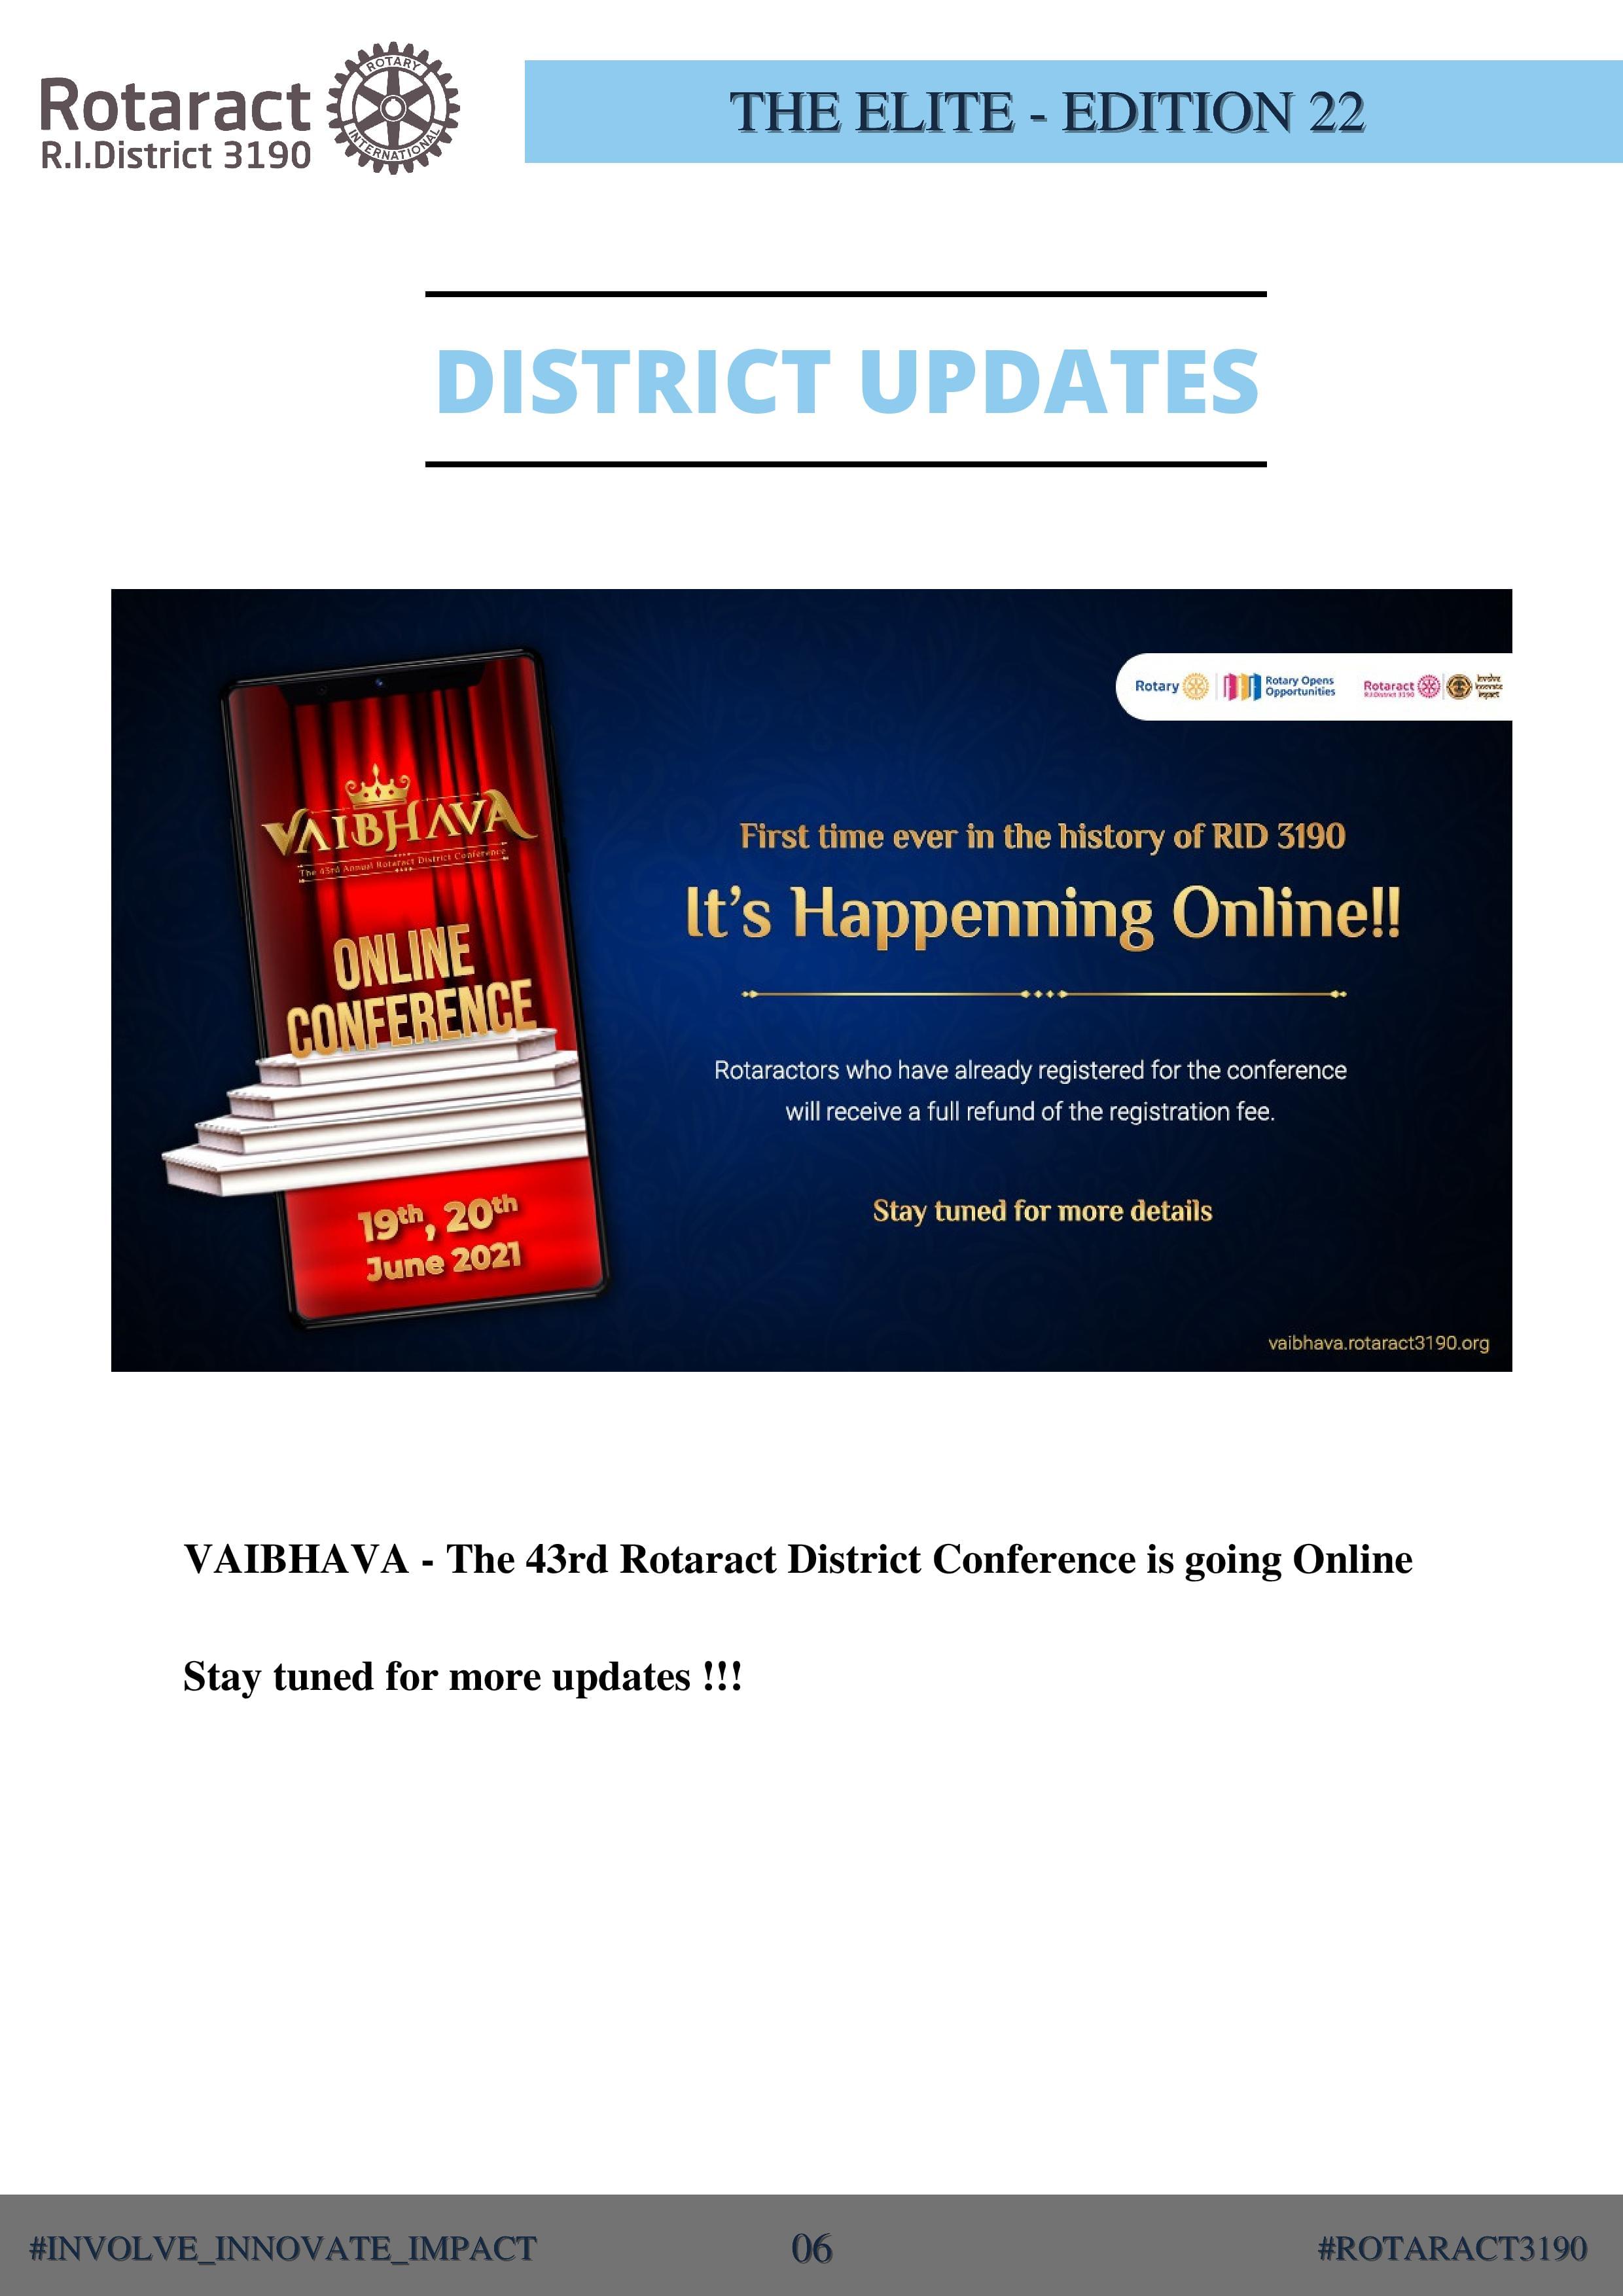 Rotaract
R.I.District 3190
ROTARY
INTERNATIONAL
THE ELITE - EDITION 22
DISTRICT UPDATES
Rotary
Rotary Opens
Opportunities
Rotaract
R.I.District 3190
involve
innovate
impact
VAIBHAVA
The 43rd Annual Rotaract District Conference
ONLINE
CONFERENCE
19th, 20th
June 2021
First time ever in the history of RID 3190
It's Happenning Online!!
Rotaractors who have already registered for the conference
will receive a full refund of the registration fee.
Stay tuned for more details
vaibhava.rotaract3190.org
VAIBHAVA - The 43rd Rotaract District Conference is going Online
Stay tuned for more updates !!!
#INVOLVE_INNOVATE_IMPACT
06
#ROTARACT3190